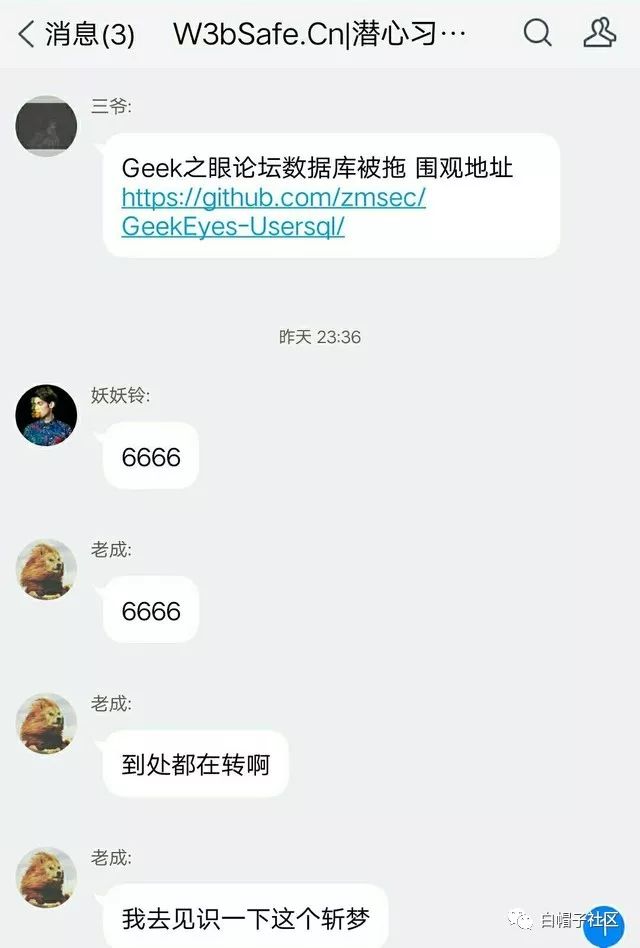 消息(3) W3bSafe.Cn|潜心习···
三爷:
Geek之眼论坛数据库被拖 围观地址
https://github.com/zmsec/
GeekEyes-Usersql/
昨天 23:36
妖妖铃:
6666
老成:
6666
老成:
到处都在转啊
老成:
我去见识一下这个斩梦
白帽子社区